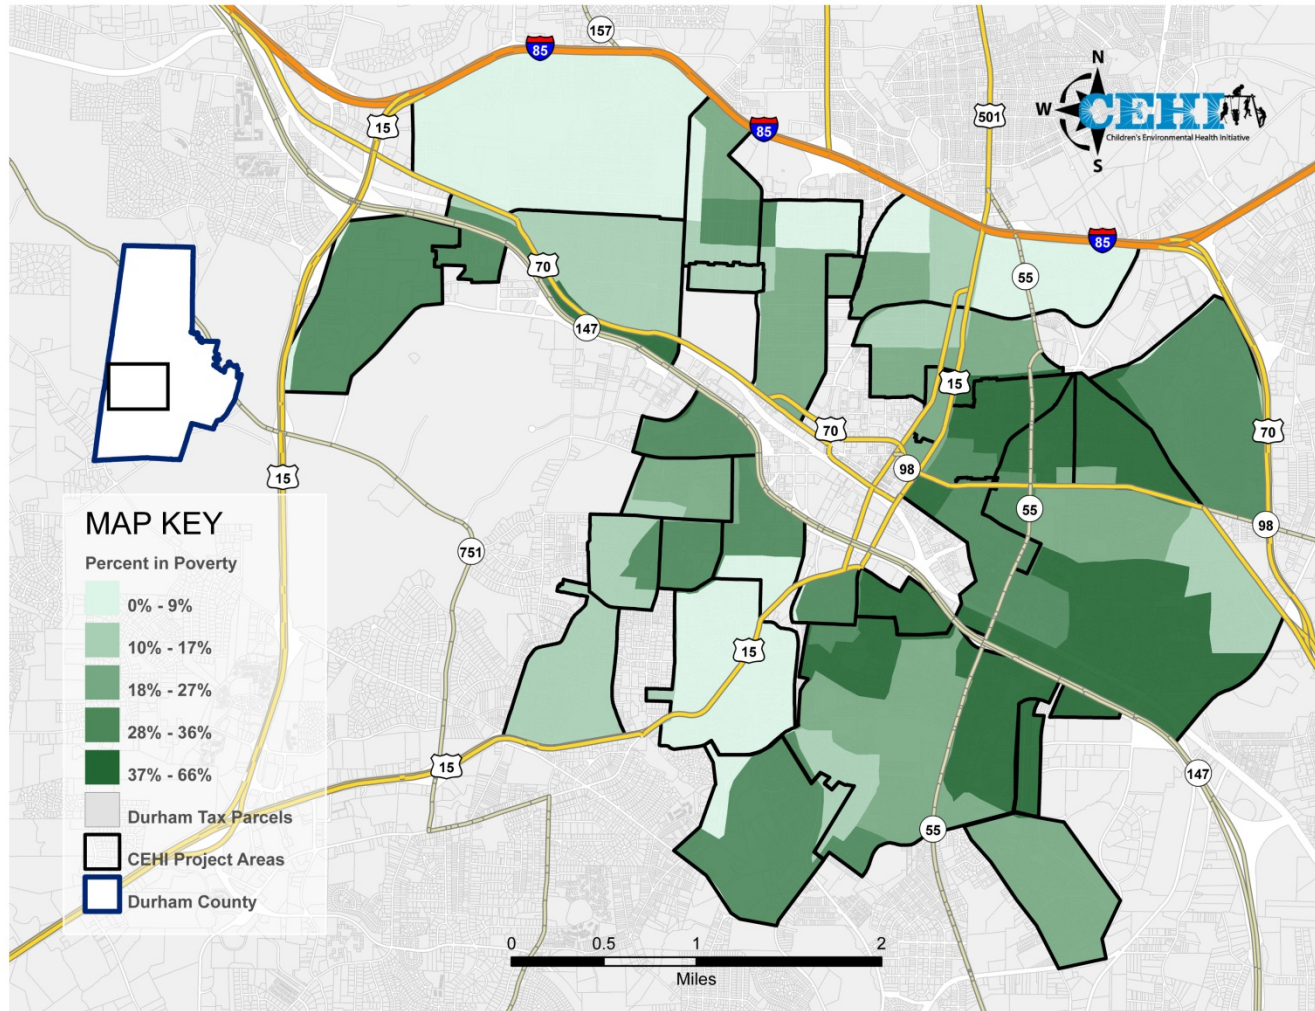 157
85
N
15
501
85
W
CEHI
Children's Environmental Health Initiative
S
85
55
70
147
15
70
70
98
15
55
98
MAP KEY
Percent in Poverty
0% - 9%
10% - 17%
18% - 27%
28% - 36%
37% - 66%
Durham Tax Parcels
CEHI Project Areas
Durham County
751
15
15
147
55
0 0.5 1 2
Miles